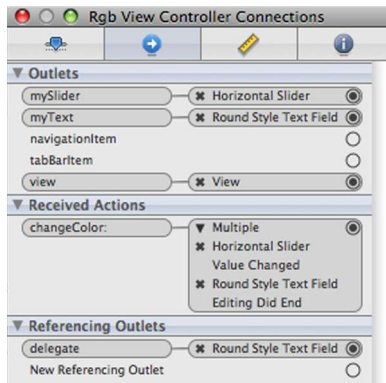 Rgb View Controller Connections
Outlets
mySlider Horizontal Slider
myText Round Style Text Field
navigationItem
tabBarItem
view View
Received Actions
changeColor: Multiple
Horizontal Slider
Value Changed
Round Style Text Field
Editing Did End
Referencing Outlets
delegate Round Style Text Field
New Referencing Outlet